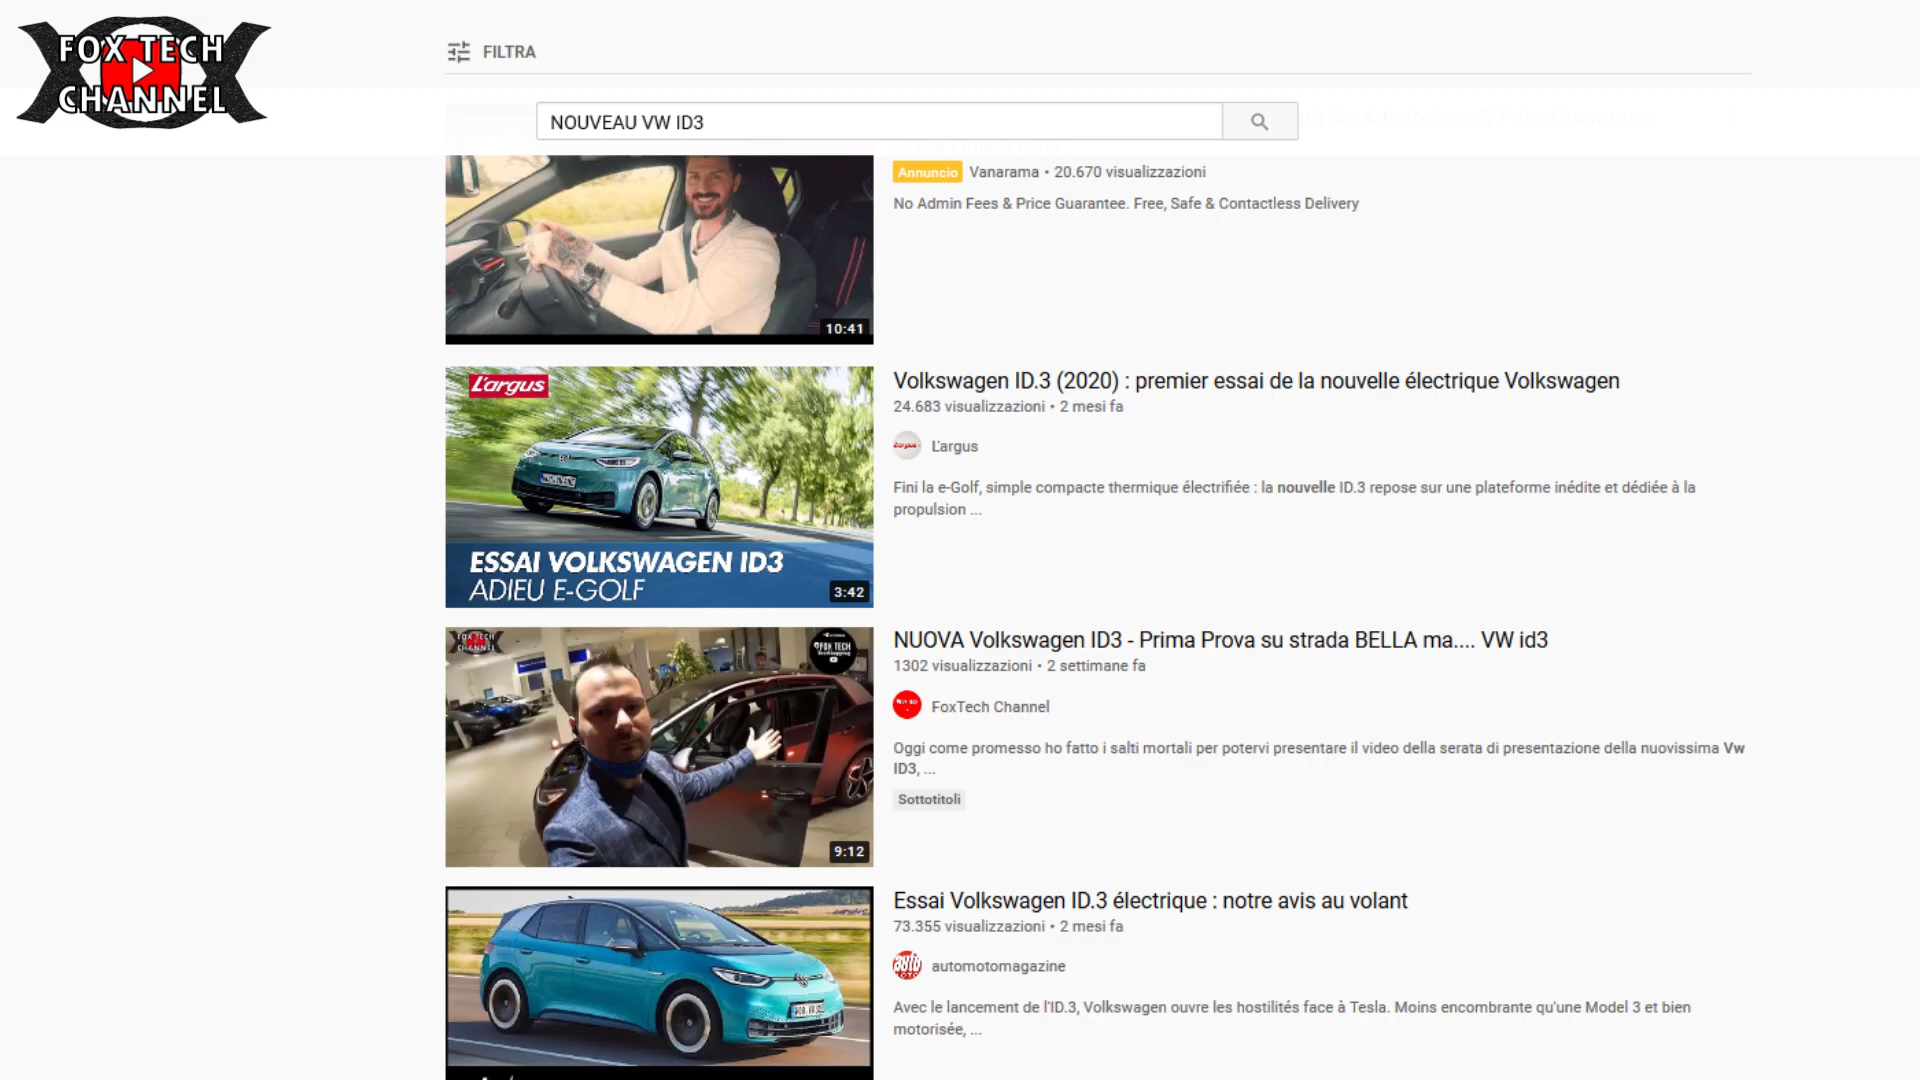 FOX TECH
CHANNEL
FILTRA
NOUVEAU VW ID3
Annuncio Vanarama • 20.670 visualizzazioni
No Admin Fees & Price Guarantee. Free, Safe & Contactless Delivery
10:41
L'argus
ESSAI VOLKSWAGEN ID3
ADIEU E-GOLF
3:42
Volkswagen ID.3 (2020) : premier essai de la nouvelle électrique Volkswagen
24.683 visualizzazioni • 2 mesi fa
L'argus
Fini la e-Golf, simple compacte thermique électrifiée : la nouvelle ID.3 repose sur une plateforme inédite et dédiée à la
propulsion ...
FOX TECH
CHANNEL
FOX TECH
9:12
NUOVA Volkswagen ID3 - Prima Prova su strada BELLA ma.... VW id3
1302 visualizzazioni • 2 settimane fa
FoxTech Channel
Oggi come promesso ho fatto i salti mortali per potervi presentare il video della serata di presentazione della nuovissima Vw
ID3, ...
Sottotitoli
Essai Volkswagen ID.3 électrique : notre avis au volant
73.355 visualizzazioni • 2 mesi fa
automotomagazine
Avec le lancement de l'ID.3, Volkswagen ouvre les hostilités face à Tesla. Moins encombrante qu'une Model 3 et bien
motorisée, ...